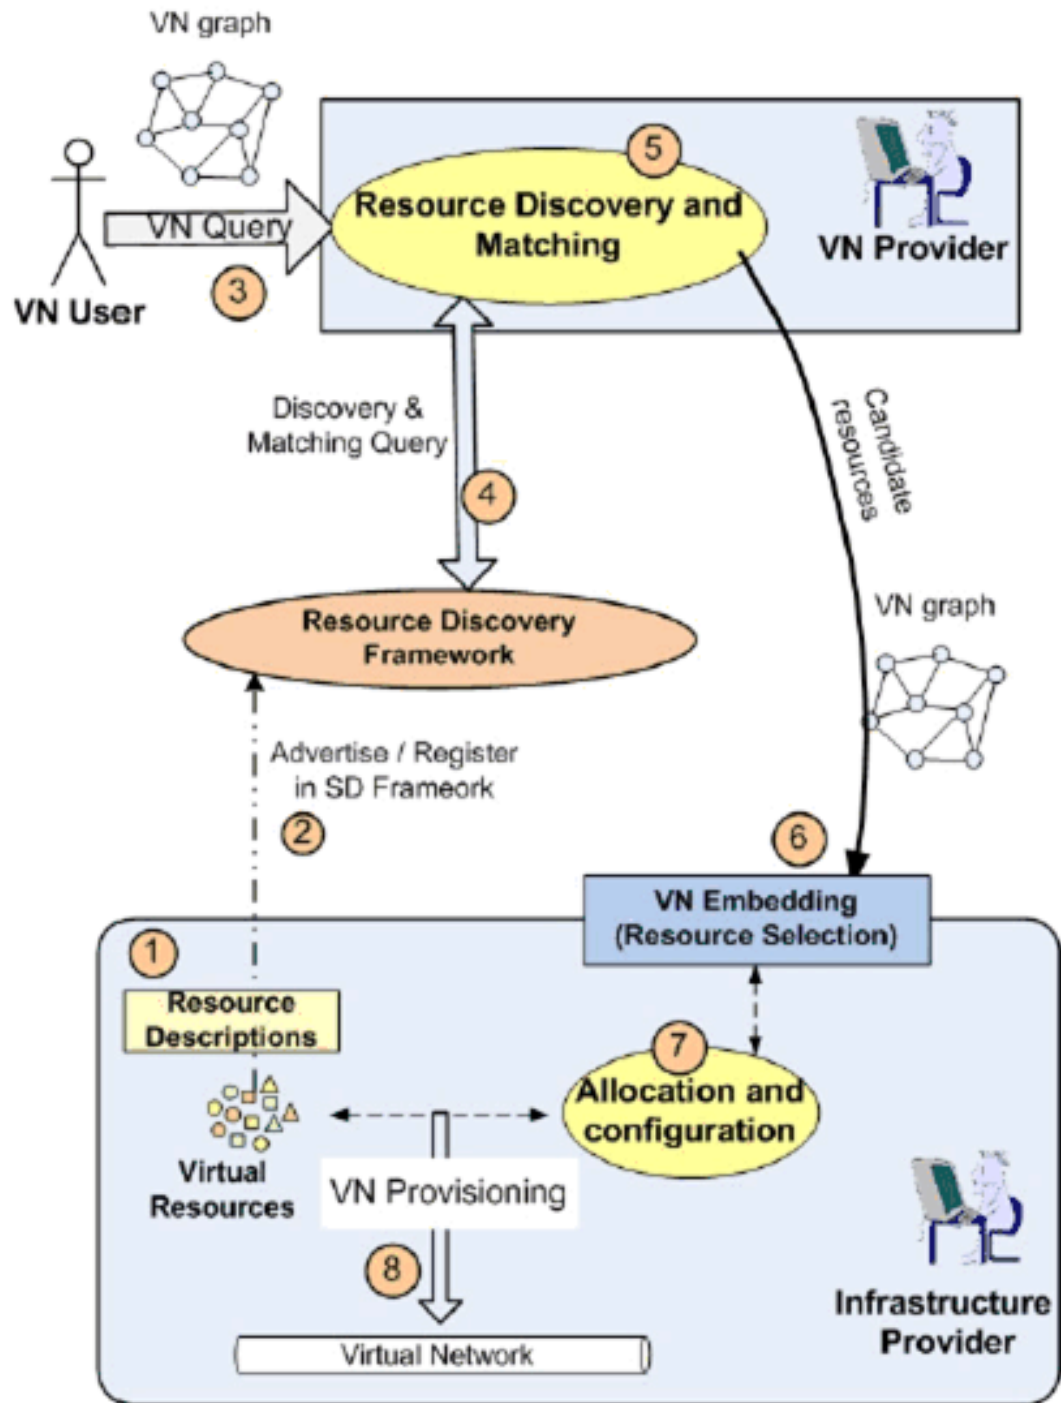 VN graph
5
Resource Discovery and
Matching
VN Provider
VN Query
3
VN User
Discovery &
Matching Query
4
Candidate
resources
Resource Discovery
Framework
VN graph
Advertise / Register
in SD Frameork
2
6
VN Embedding
(Resource Selection)
1
Resource
Descriptions
7
Allocation and
configuration
Virtual
Resources
VN Provisioning
8
Infrastructure
Provider
Virtual Network